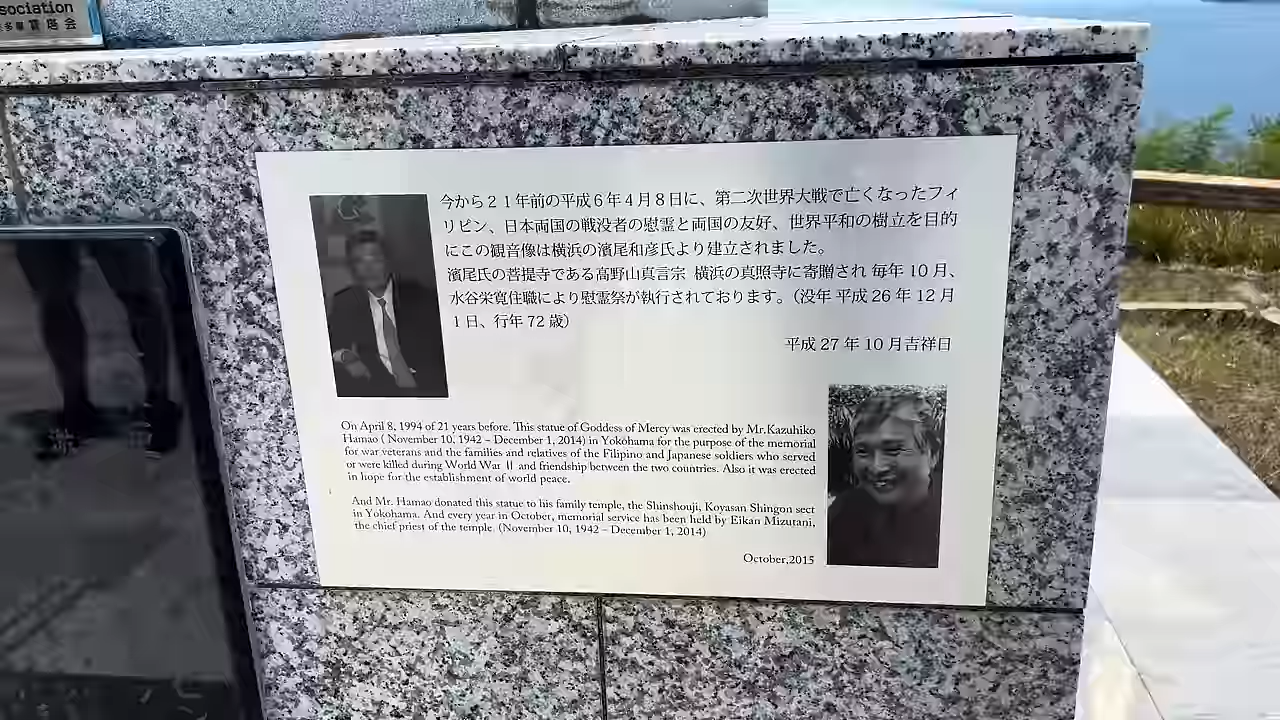 sociation
寶塔会
今から２１年前の平成６年４月８日に、第二次世界大戦で亡くなったフィ
リピン、日本両国の戦没者の慰霊と両国の友好、世界平和の樹立を目的
にこの観音像は横浜の濱尾和彦氏より建立されました。
濱尾氏の菩提寺である高野山真言宗 横浜の真照寺に寄贈され 毎年 10 月、
水谷栄寛住職により慰霊祭が執行されております。（没年 平成 26 年 12 月
１日、行年 72 歳）
平成 27 年 10 月吉祥日
On April 8, 1994 of 21 years before. This statue of Goddess of Mercy was erected by Mr.Kazuhiko
Hamao ( November 10, 1942 – December 1, 2014) in Yokohama for the purpose of the memorial
for war veterans and the families and relatives of the Filipino and Japanese soldiers who served
or were killed during World War Ⅱ and friendship between the two countries. Also it was erected
in hope for the establishment of world peace.
And Mr. Hamao donated this statue to his family temple, the Shinshouji, Koyasan Shingon sect
in Yokohama. And every year in October, memorial service has been held by Eikan Mizutani,
the chief priest of the temple. (November 10, 1942 – December 1, 2014)
October,2015